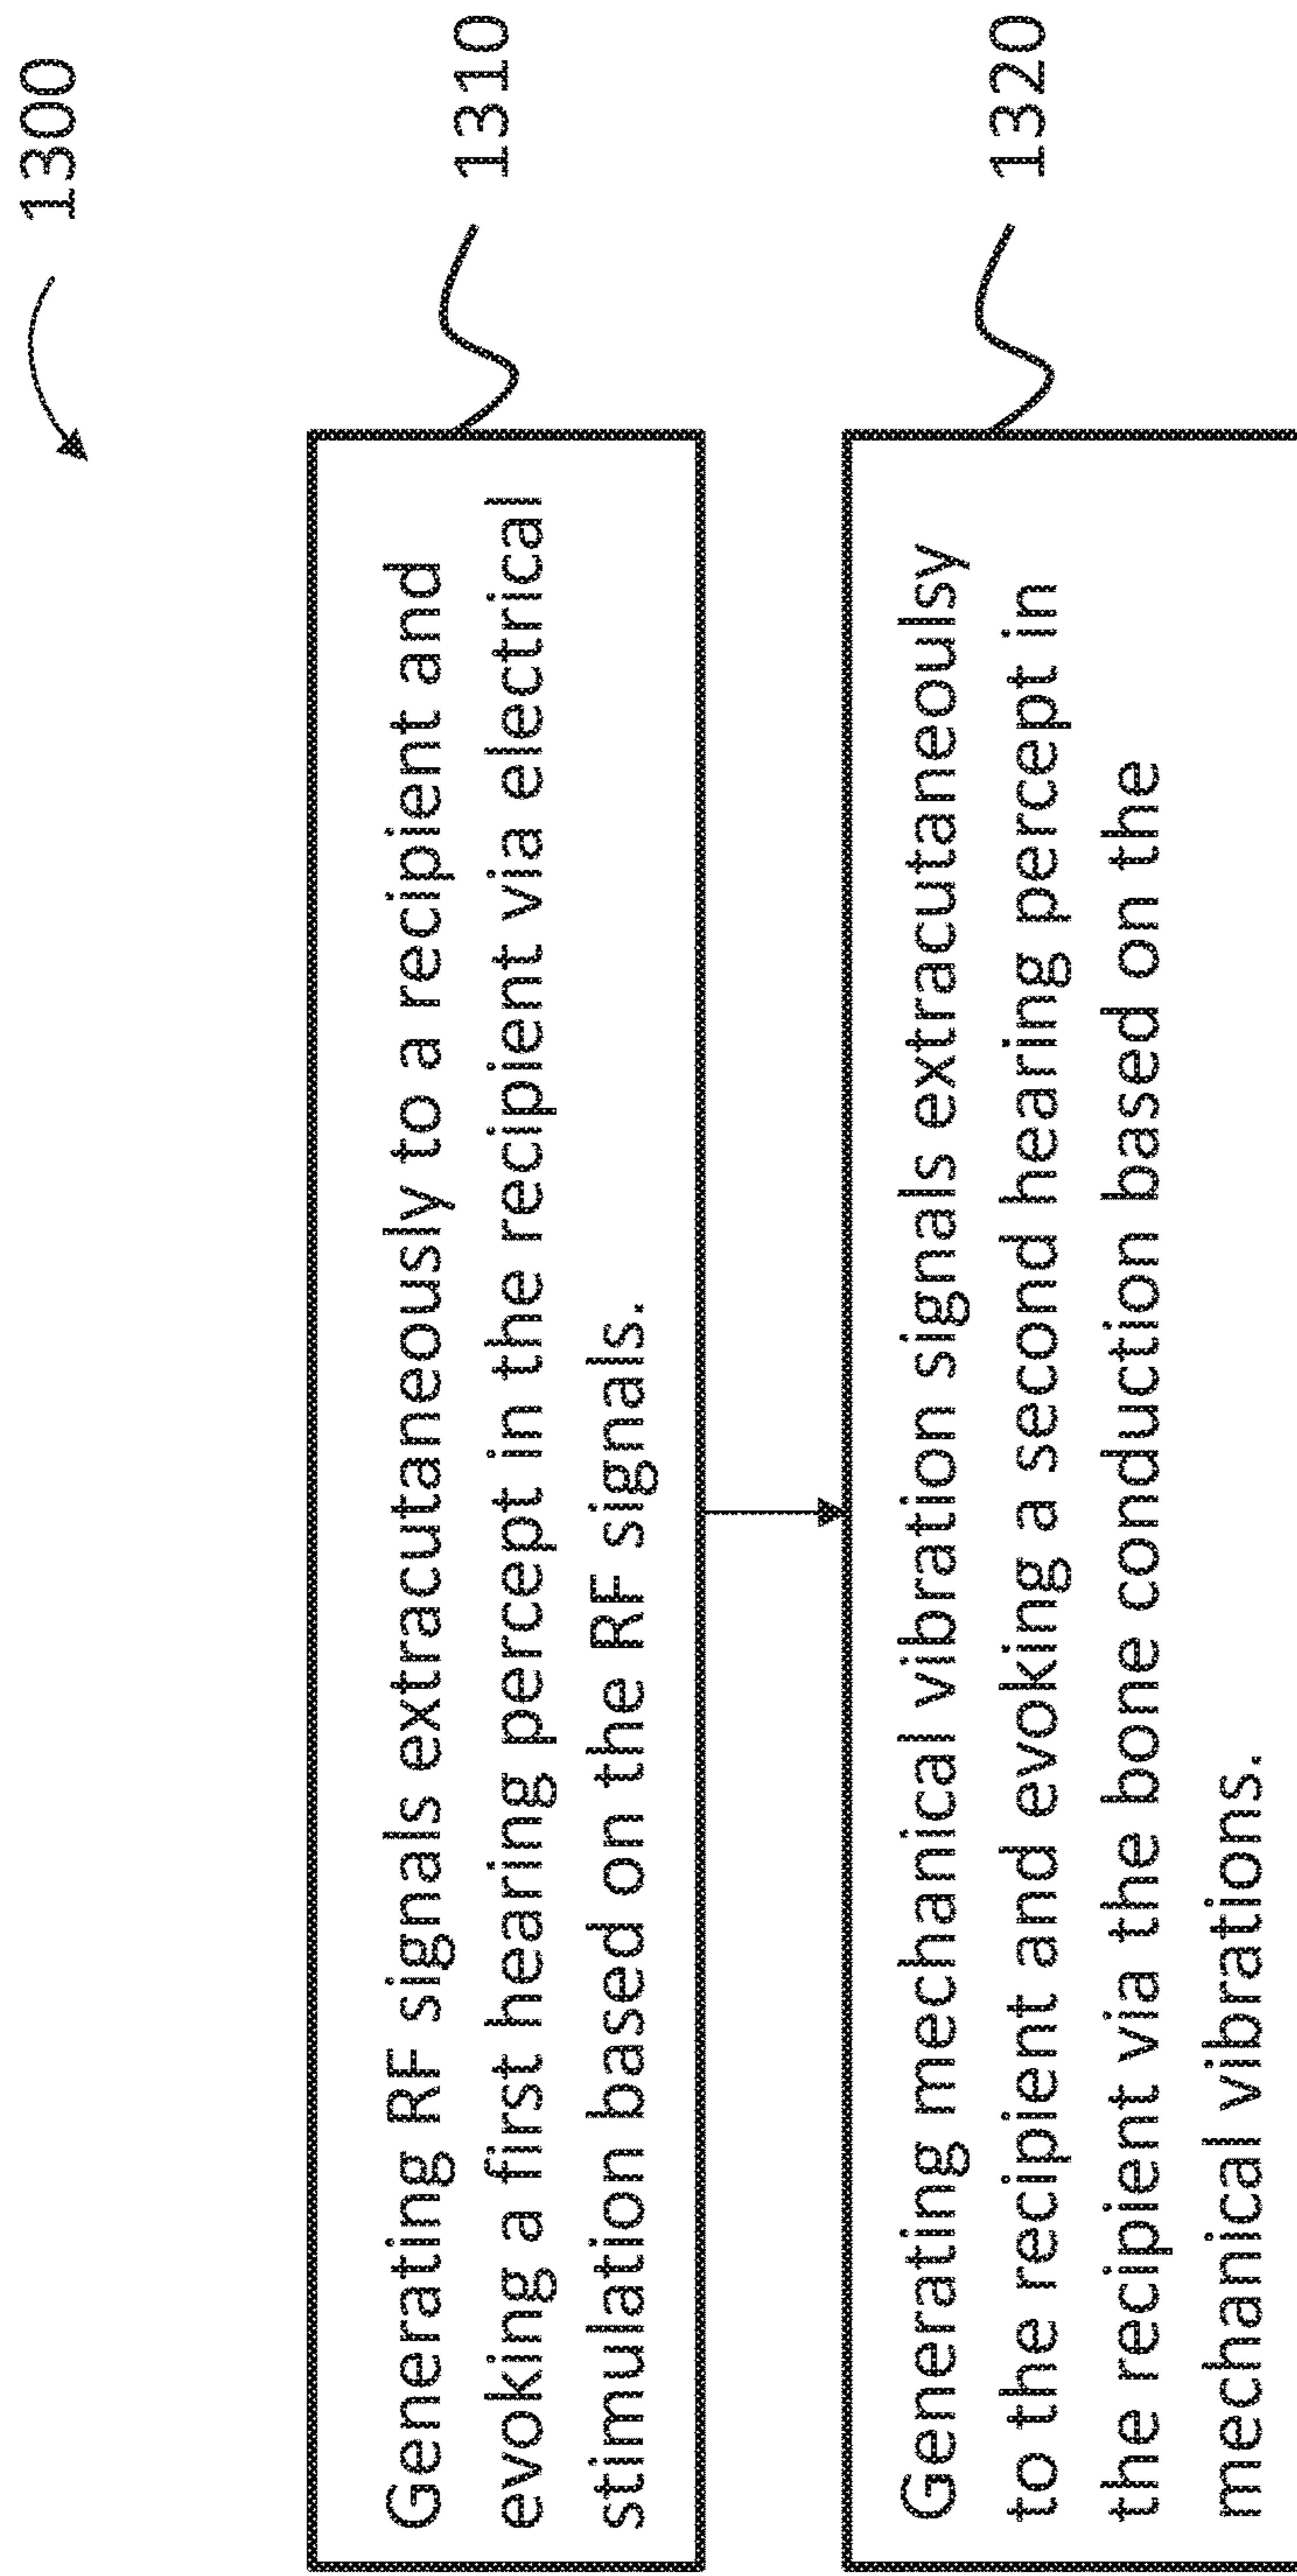 1300
Generating RF signals extracutaneously to a recipient and
evoking a first hearing percept in the recipient via electrical
stimulation based on the RF signals.
1310
Generating mechanical vibration signals extracutaneoulsy
to the recipient and evoking a second hearing percept in
the recipient via the bone conduction based on the
mechanical vibrations.
1320